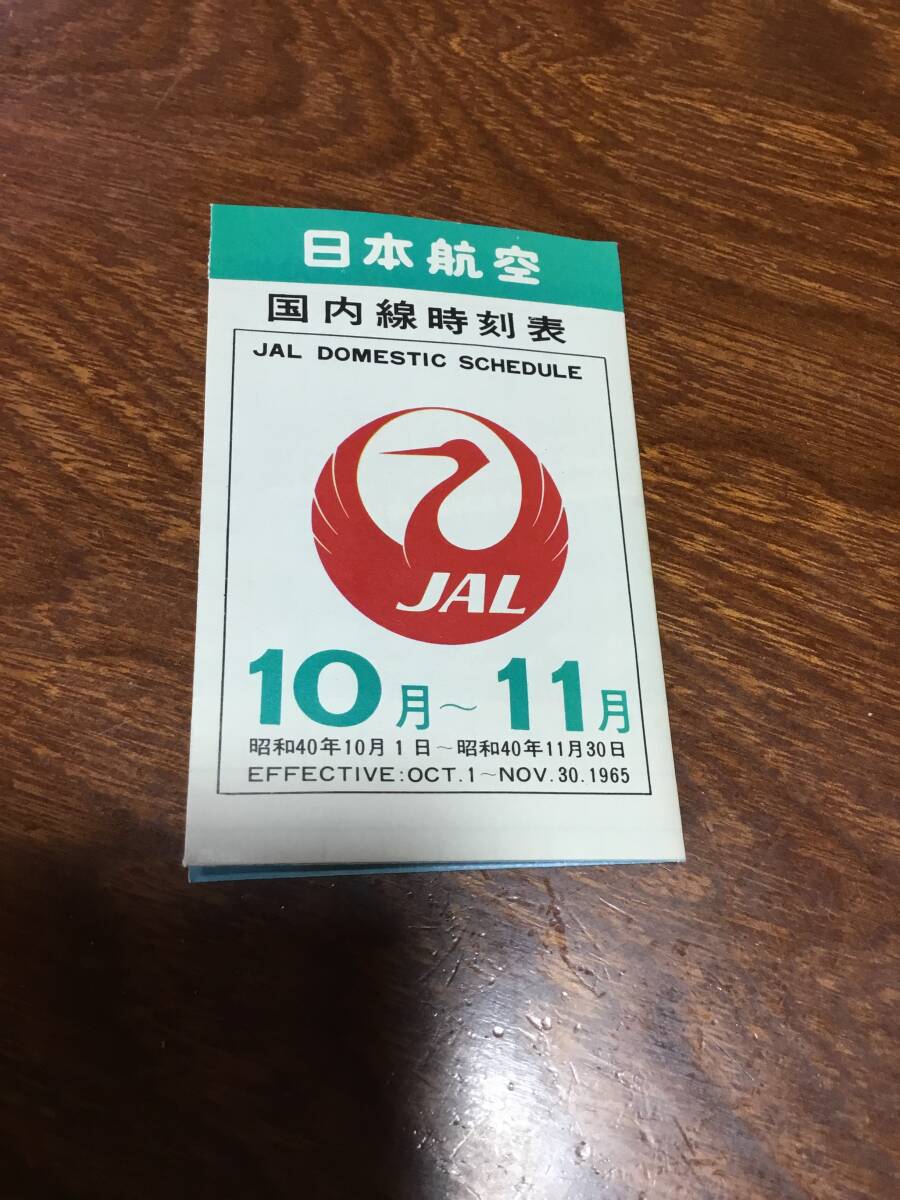 日本航空
国内線時刻表
JAL DOMESTIC SCHEDULE
JAL
10月～11月
昭和40年10月1日～昭和40年11月30日
EFFECTIVE:OCT.1～NOV.30.1965